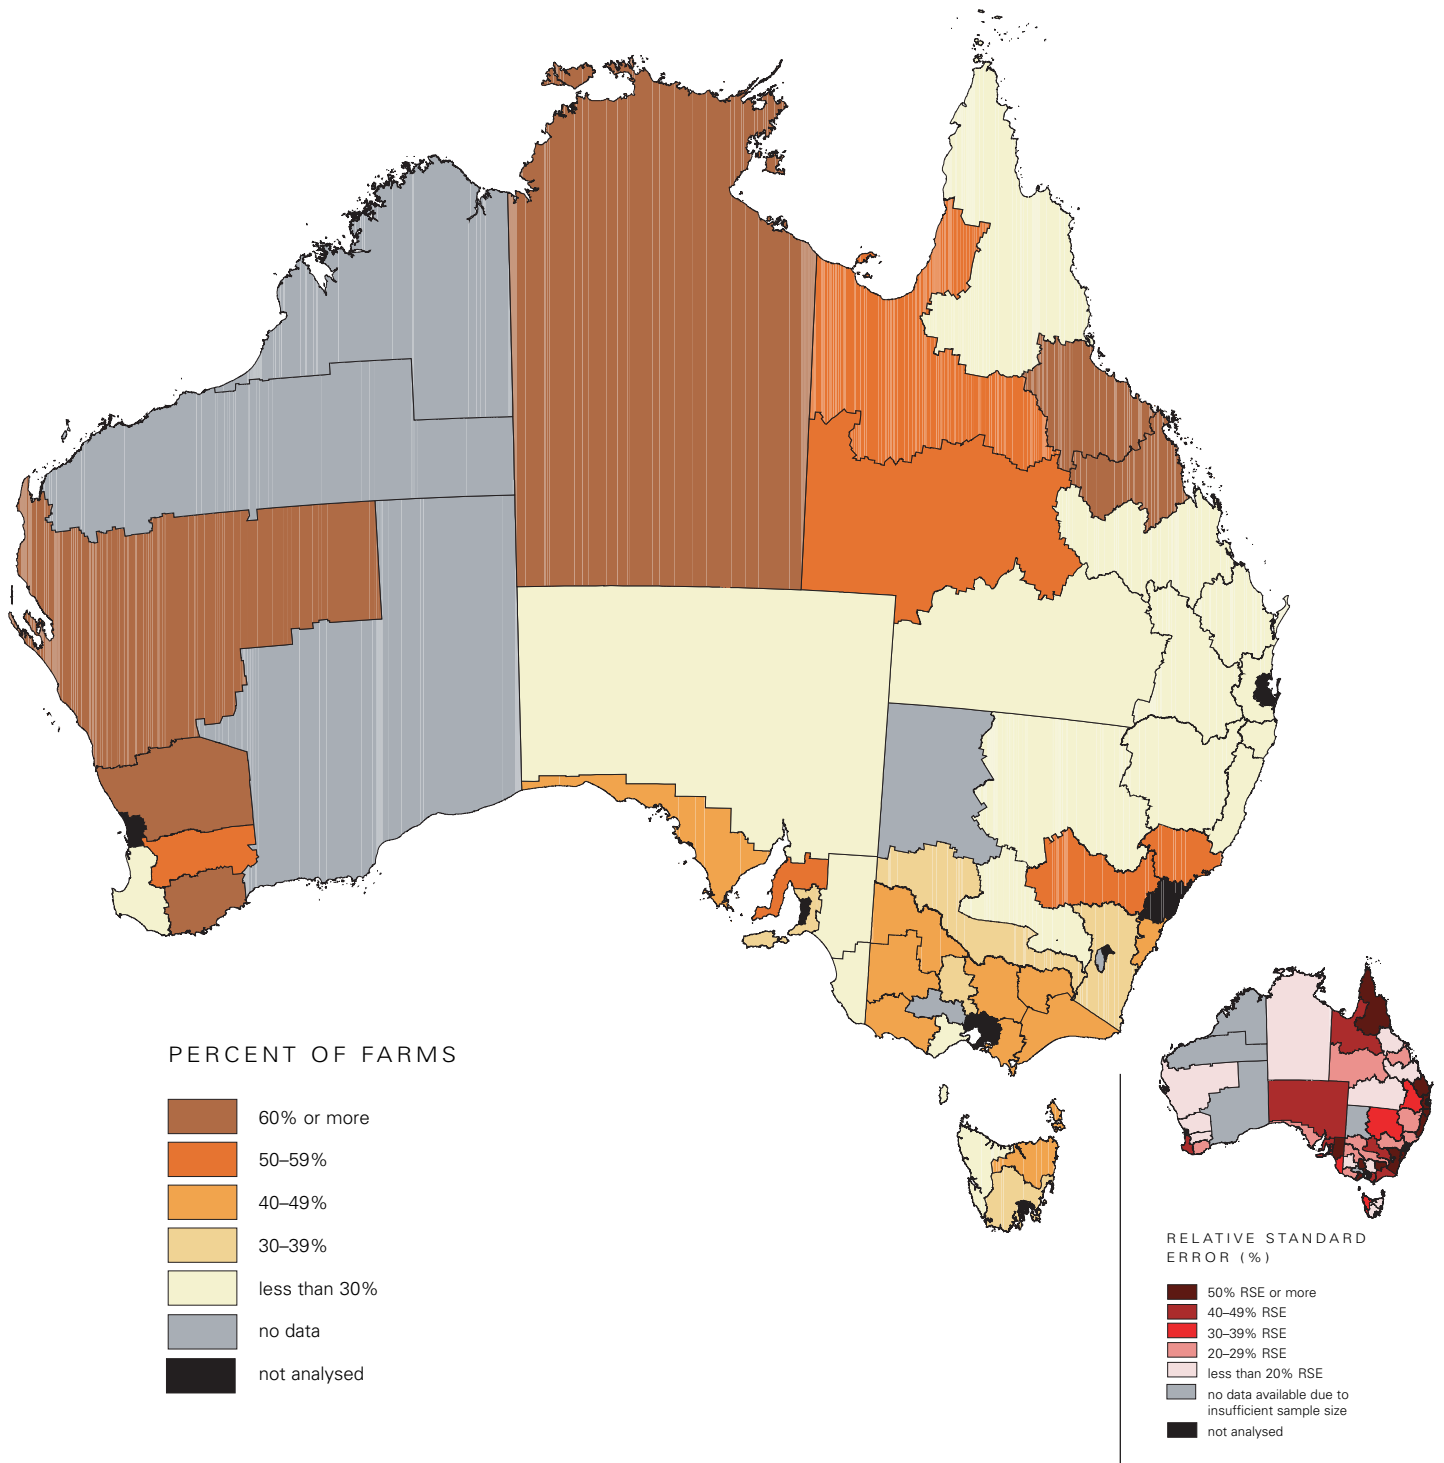 PERCENT OF FARMS
60% or more
50–59%
40–49%
30–39%
less than 30%
no data
not analysed
RELATIVE STANDARD
ERROR (%)
50% RSE or more
40–49% RSE
30–39% RSE
20–29% RSE
less than 20% RSE
no data available due to
insufficient sample size
not analysed